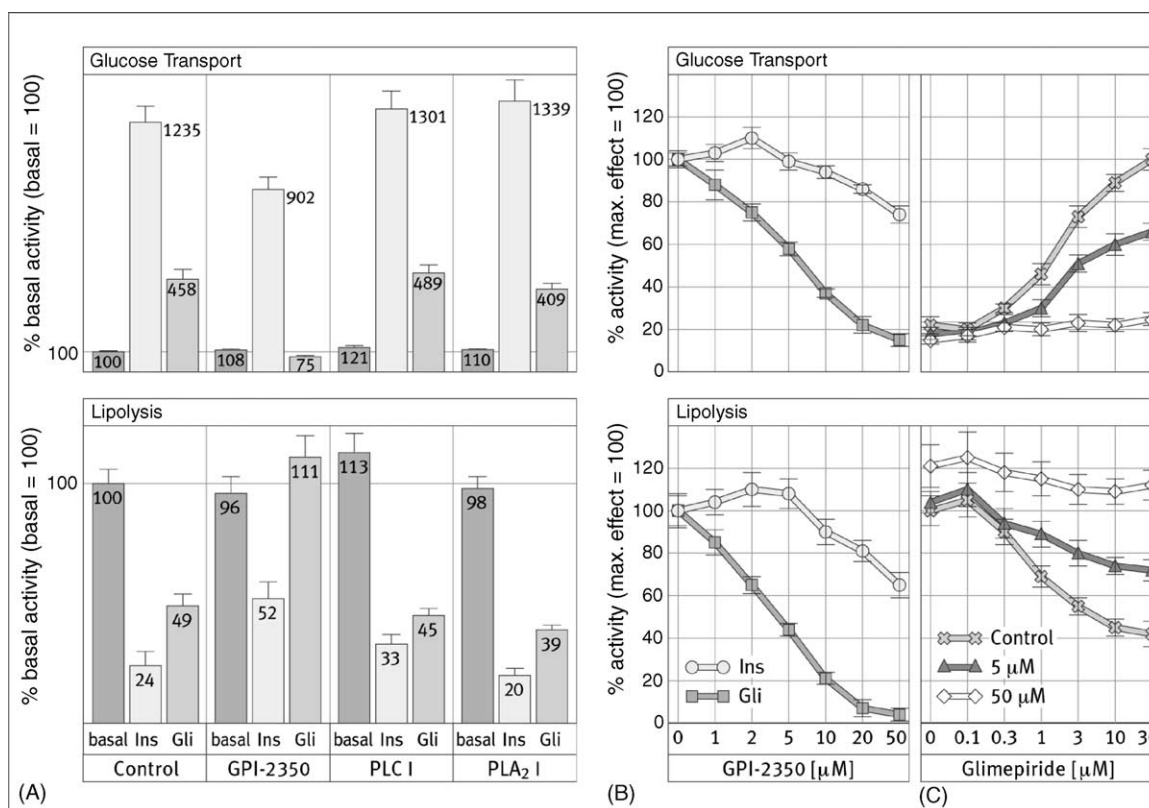 Glucose Transport
% basal activity (basal = 100)
100
100
1235
458
108
902
75
121
1301
489
110
1339
409
Lipolysis
% basal activity (basal = 100)
100
100
24
49
96
52
111
113
33
45
98
20
39
basal Ins Gli basal Ins Gli basal Ins Gli basal Ins Gli
Control GPI-2350 PLC I PLA₂ I
(A)
Glucose Transport
% activity (max. effect = 100)
120
100
80
60
40
20
0
Lipolysis
% activity (max. effect = 100)
120
100
80
60
40
20
0
Ins
Gli
0 1 2 5 10 20 50
GPI-2350 [µM]
(B)
Control
5 µM
50 µM
0 0.1 0.3 1 3 10 30
Glimepiride [µM]
(C)